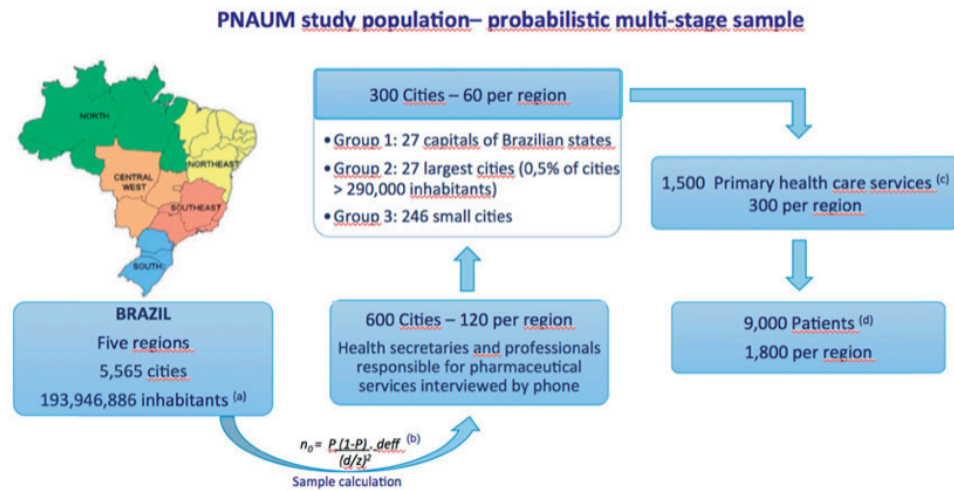 PNAUM study population– probabilistic multi-stage sample
NORTH
NORTHEAST
CENTRAL
WEST
SOUTHEAST
SOUTH
BRAZIL
Five regions
5,565 cities
193,946,886 inhabitants (a)
n0 = P.(1-P). deff (b)
(d/z)2
Sample calculation
600 Cities – 120 per region
Health secretaries and professionals
responsible for pharmaceutical
services interviewed by phone
300 Cities – 60 per region
• Group 1: 27 capitals of Brazilian states
• Group 2: 27 largest cities (0,5% of cities
> 290,000 inhabitants)
• Group 3: 246 small cities
1,500 Primary health care services (c)
300 per region
9,000 Patients (d)
1,800 per region